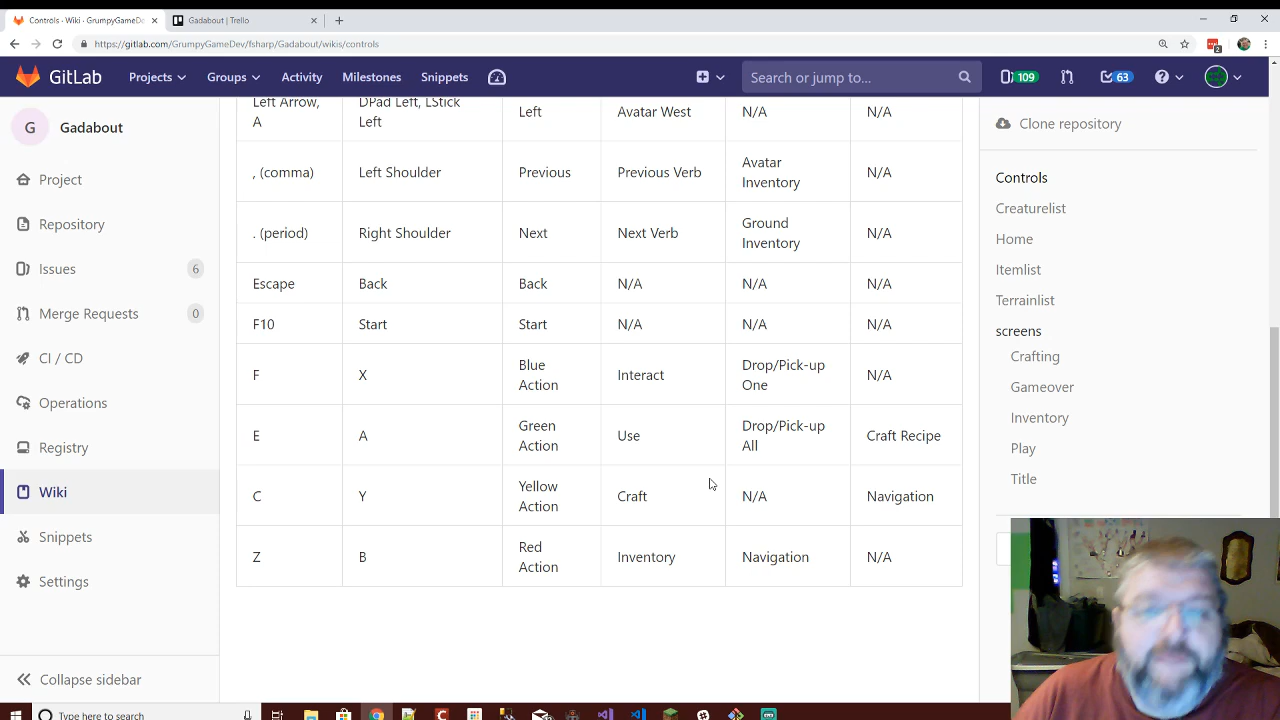 Controls · Wiki · GrumpyGameDe
Gadabout | Trello
https://gitlab.com/GrumpyGameDev/fsharp/Gadabout/wikis/controls
GitLab
Projects
Groups
Activity
Milestones
Snippets
Search or jump to...
109
63
2
G
Gadabout
Project
Repository
Issues
6
Merge Requests
0
CI / CD
Operations
Registry
Wiki
Snippets
Settings
Collapse sidebar
Left Arrow,
A
DPad Left, LStick
Left
Left
Avatar West
N/A
N/A
, (comma)
Left Shoulder
Previous
Previous Verb
Avatar
Inventory
N/A
. (period)
Right Shoulder
Next
Next Verb
Ground
Inventory
N/A
Escape
Back
Back
N/A
N/A
N/A
F10
Start
Start
N/A
N/A
N/A
F
X
Blue
Action
Interact
Drop/Pick-up
One
N/A
E
A
Green
Action
Use
Drop/Pick-up
All
Craft Recipe
C
Y
Yellow
Action
Craft
N/A
Navigation
Z
B
Red
Action
Inventory
Navigation
N/A
Clone repository
Controls
Creaturelist
Home
Itemlist
Terrainlist
screens
Crafting
Gameover
Inventory
Play
Title
Type here to search